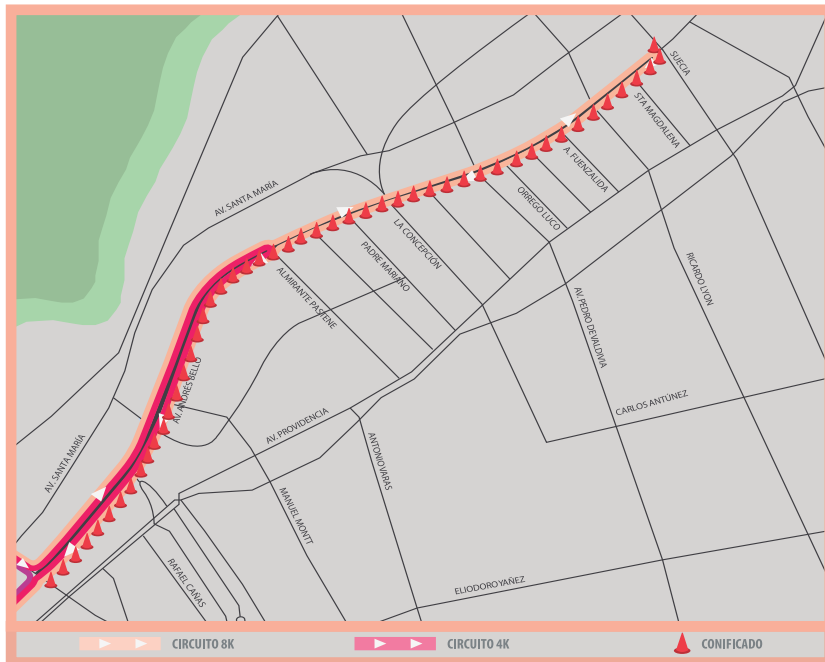 SUECIA
STA MAGDALENA
A. FUENZALIDA
AV. SANTA MARÍA
ORREGO LUCO
LA CONCEPCIÓN
PADRE MARIANO
RICARDO LYON
ALMIRANTE PASTENE
AV. PEDRO DE VALDIVIA
AV. ANDRÉS BELLO
CARLOS ANTÚNEZ
AV. PROVIDENCIA
AV. SANTA MARÍA
ANTONIO VARAS
MANUEL MONTT
RAFAEL CAÑAS
ELIODORO YAÑEZ
CIRCUITO 8K
CIRCUITO 4K
CONIFICADO